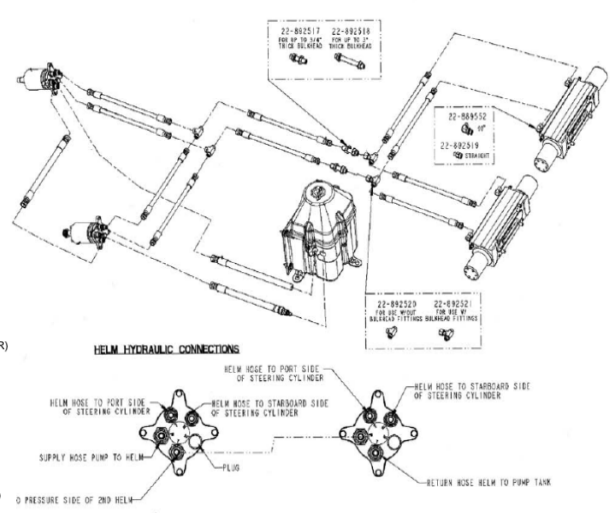 22-892517
FOR UP TO 3/4"
THICK BULKHEAD
22-892518
FOR UP TO 2"
THICK BULKHEAD
22-889552
90°
22-892519
STRAIGHT
22-892520
FOR USE W/OUT
BULKHEAD FITTINGS
22-892521
FOR USE W/
BULKHEAD FITTINGS
R)
HELM HYDRAULIC CONNECTIONS
HELM HOSE TO PORT SIDE
OF STEERING CYLINDER
HELM HOSE TO STARBOARD SIDE
OF STEERING CYLINDER
HELM HOSE TO PORT SIDE
OF STEERING CYLINDER
HELM HOSE TO STARBOARD SIDE
OF STEERING CYLINDER
SUPPLY HOSE PUMP TO HELM
PLUG
RETURN HOSE HELM TO PUMP TANK
O PRESSURE SIDE OF 2ND HELM